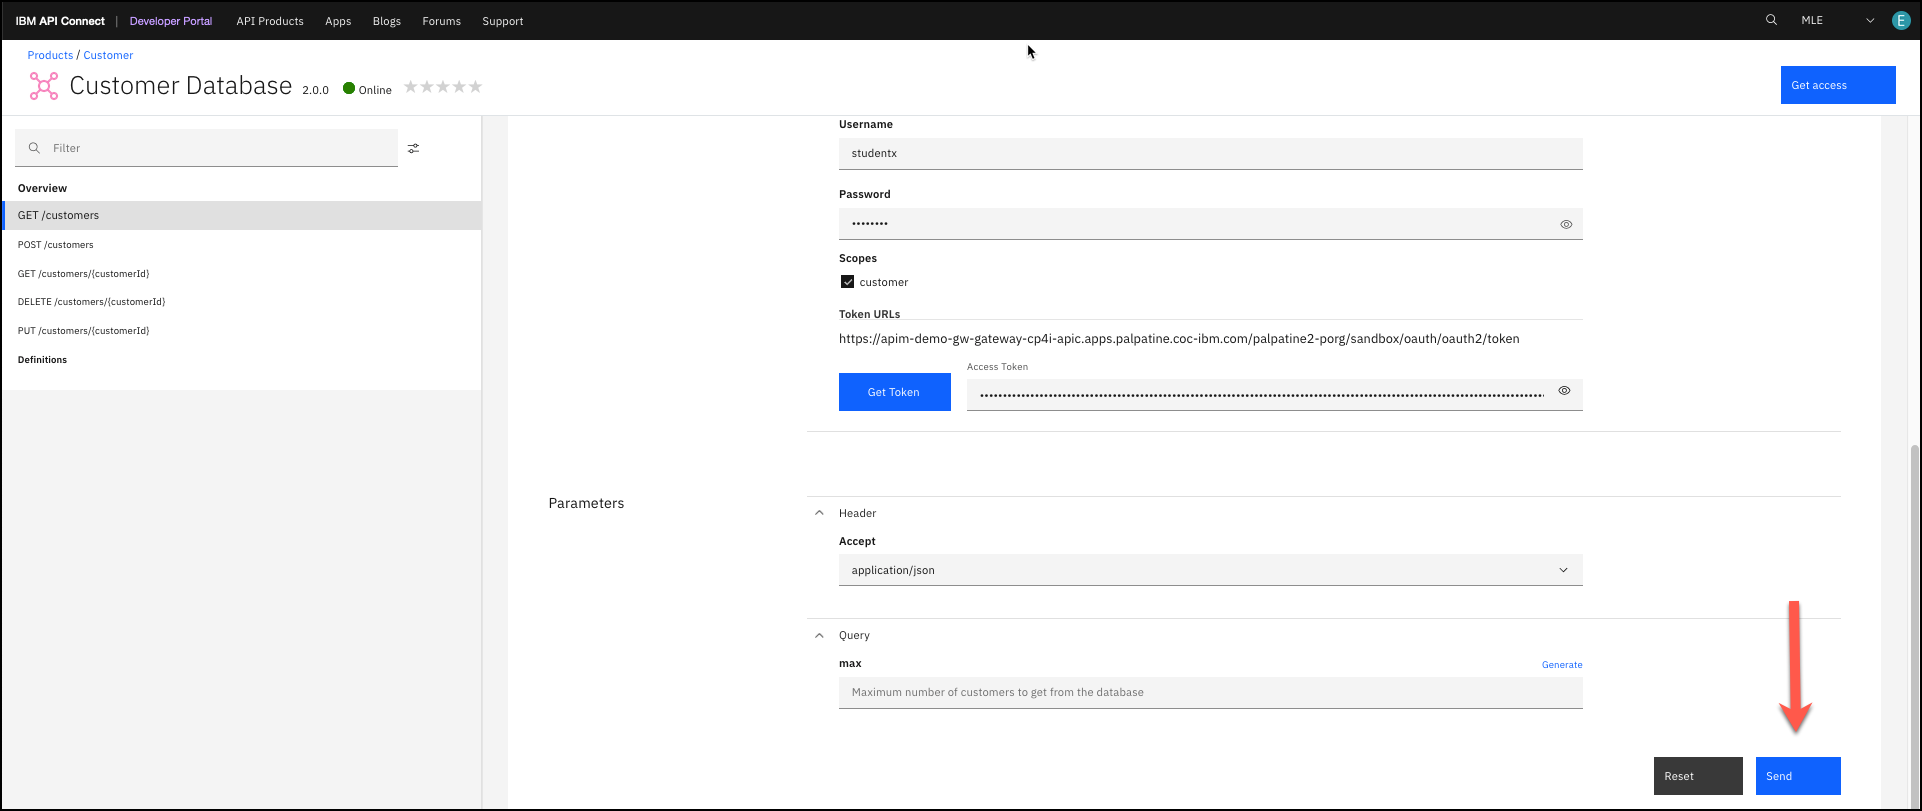 IBM API Connect | Developer Portal API Products Apps Blogs Forums Support MLE E
Products / Customer
Customer Database 2.0.0 Online
Get access
Filter
Overview
GET /customers
POST /customers
GET /customers/{customerId}
DELETE /customers/{customerId}
PUT /customers/{customerId}
Definitions
Username
studentx
Password
••••••••
Scopes
customer
Token URLs
https://apim-demo-gw-gateway-cp4i-apic.apps.palpatine.coc-ibm.com/palpatine2-porg/sandbox/oauth/oauth2/token
Access Token
Get Token
Parameters
Header
Accept
application/json
Query
max Generate
Maximum number of customers to get from the database
Reset Send